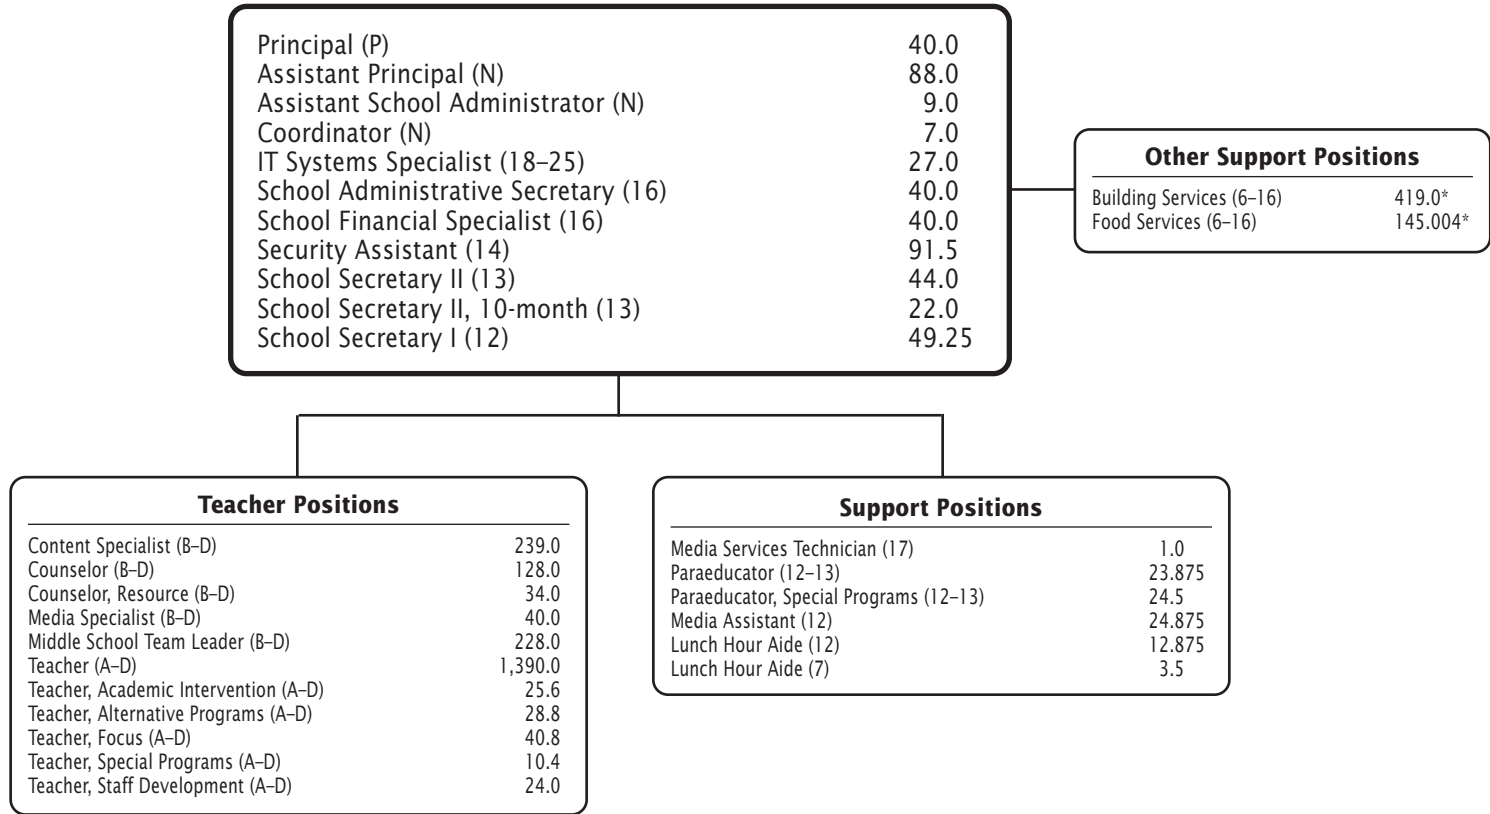 Principal (P) 40.0
Assistant Principal (N) 88.0
Assistant School Administrator (N) 9.0
Coordinator (N) 7.0
IT Systems Specialist (18–25) 27.0
School Administrative Secretary (16) 40.0
School Financial Specialist (16) 40.0
Security Assistant (14) 91.5
School Secretary II (13) 44.0
School Secretary II, 10-month (13) 22.0
School Secretary I (12) 49.25
Other Support Positions
Building Services (6–16) 419.0*
Food Services (6–16) 145.004*
Teacher Positions
Content Specialist (B–D) 239.0
Counselor (B–D) 128.0
Counselor, Resource (B–D) 34.0
Media Specialist (B–D) 40.0
Middle School Team Leader (B–D) 228.0
Teacher (A–D) 1,390.0
Teacher, Academic Intervention (A–D) 25.6
Teacher, Alternative Programs (A–D) 28.8
Teacher, Focus (A–D) 40.8
Teacher, Special Programs (A–D) 10.4
Teacher, Staff Development (A–D) 24.0
Support Positions
Media Services Technician (17) 1.0
Paraeducator (12–13) 23.875
Paraeducator, Special Programs (12–13) 24.5
Media Assistant (12) 24.875
Lunch Hour Aide (12) 12.875
Lunch Hour Aide (7) 3.5